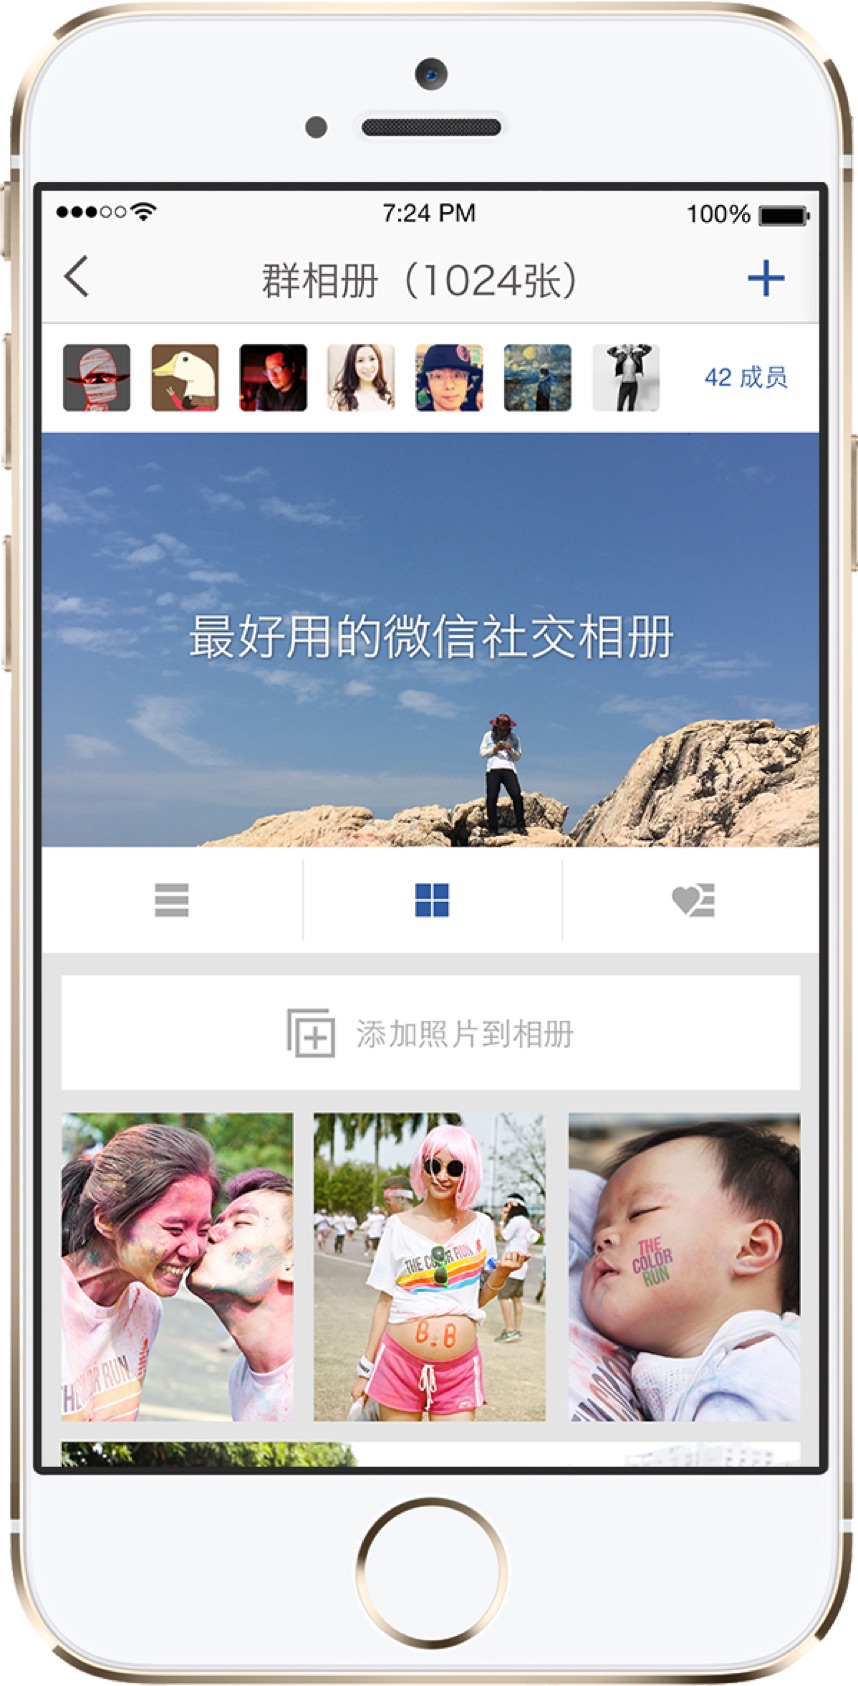 7:24 PM
100%
群相册（1024张）
42 成员
最好用的微信社交相册
添加照片到相册
THE COLOR RUN
THE COLOR RUN
B.B
THE
COLOR
RUN